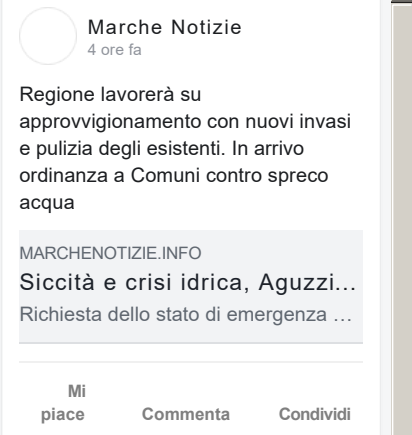 Marche Notizie
4 ore fa
Regione lavorerà su
approvvigionamento con nuovi invasi
e pulizia degli esistenti. In arrivo
ordinanza a Comuni contro spreco
acqua
MARCHENOTIZIE.INFO
Siccità e crisi idrica, Aguzzi...
Richiesta dello stato di emergenza ...
Mi
piace Commenta Condividi